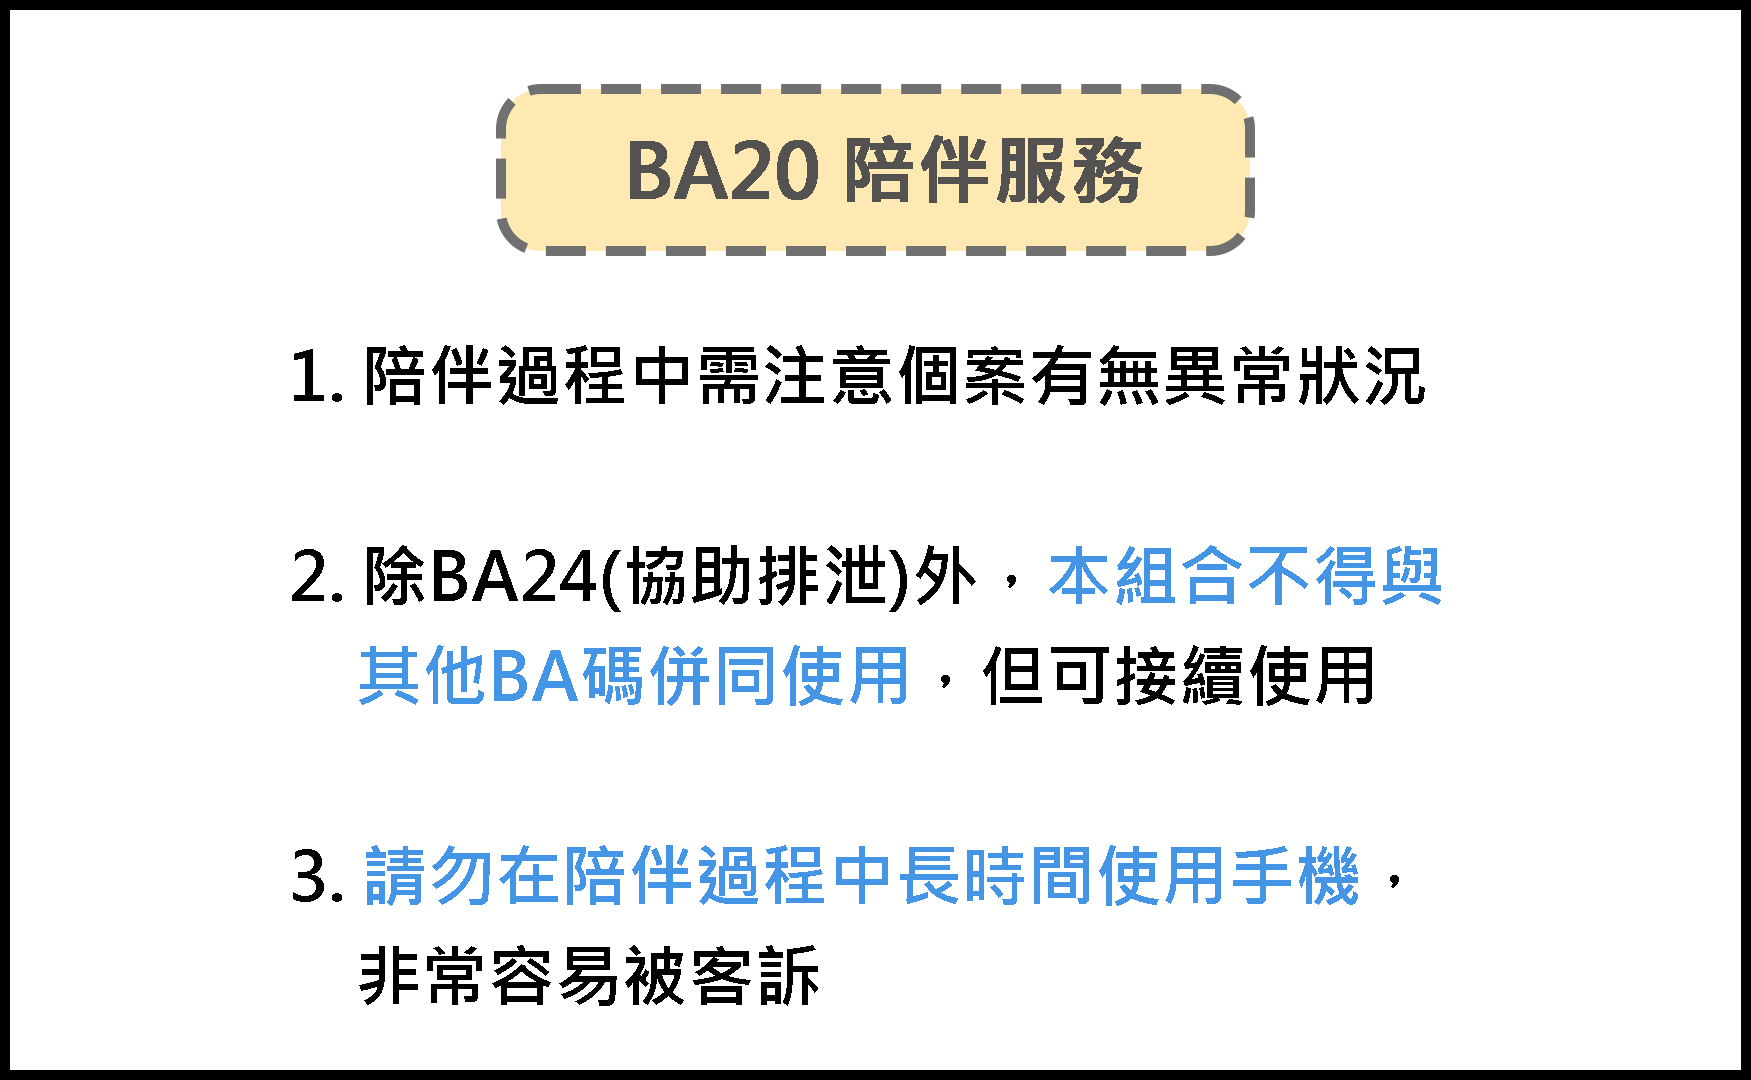 BA20 陪伴服務
1. 陪伴過程中需注意個案有無異常狀況
2. 除BA24(協助排泄)外，本組合不得與
其他BA碼併同使用，但可接續使用
3. 請勿在陪伴過程中長時間使用手機，
非常容易被客訴